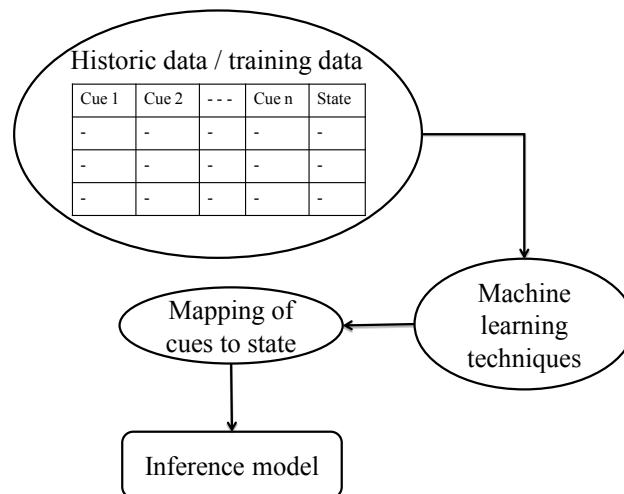 Historic data / training data
Cue 1 Cue 2 - - - Cue n State
- - - - -
- - - - -
- - - - -
Machine
learning
techniques
Mapping of
cues to state
Inference model